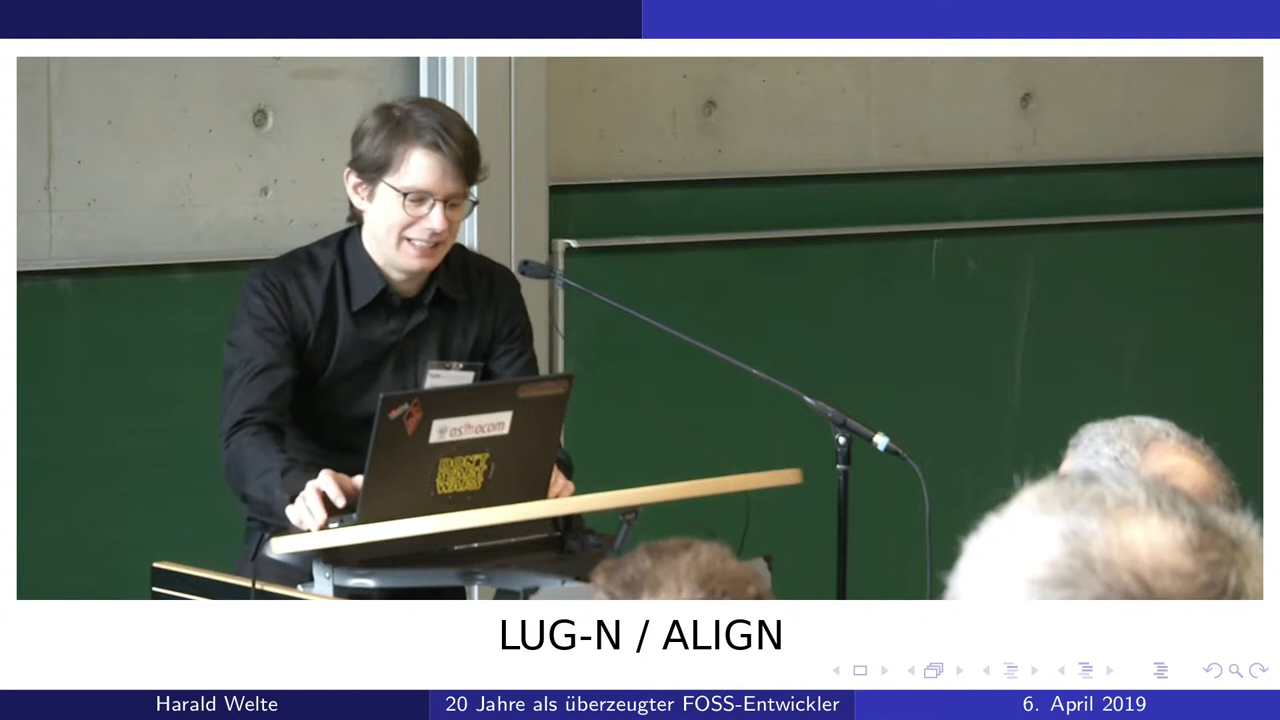 osmocom
LUG-N / ALIGN
Harald Welte
20 Jahre als überzeugter FOSS-Entwickler
6. April 2019